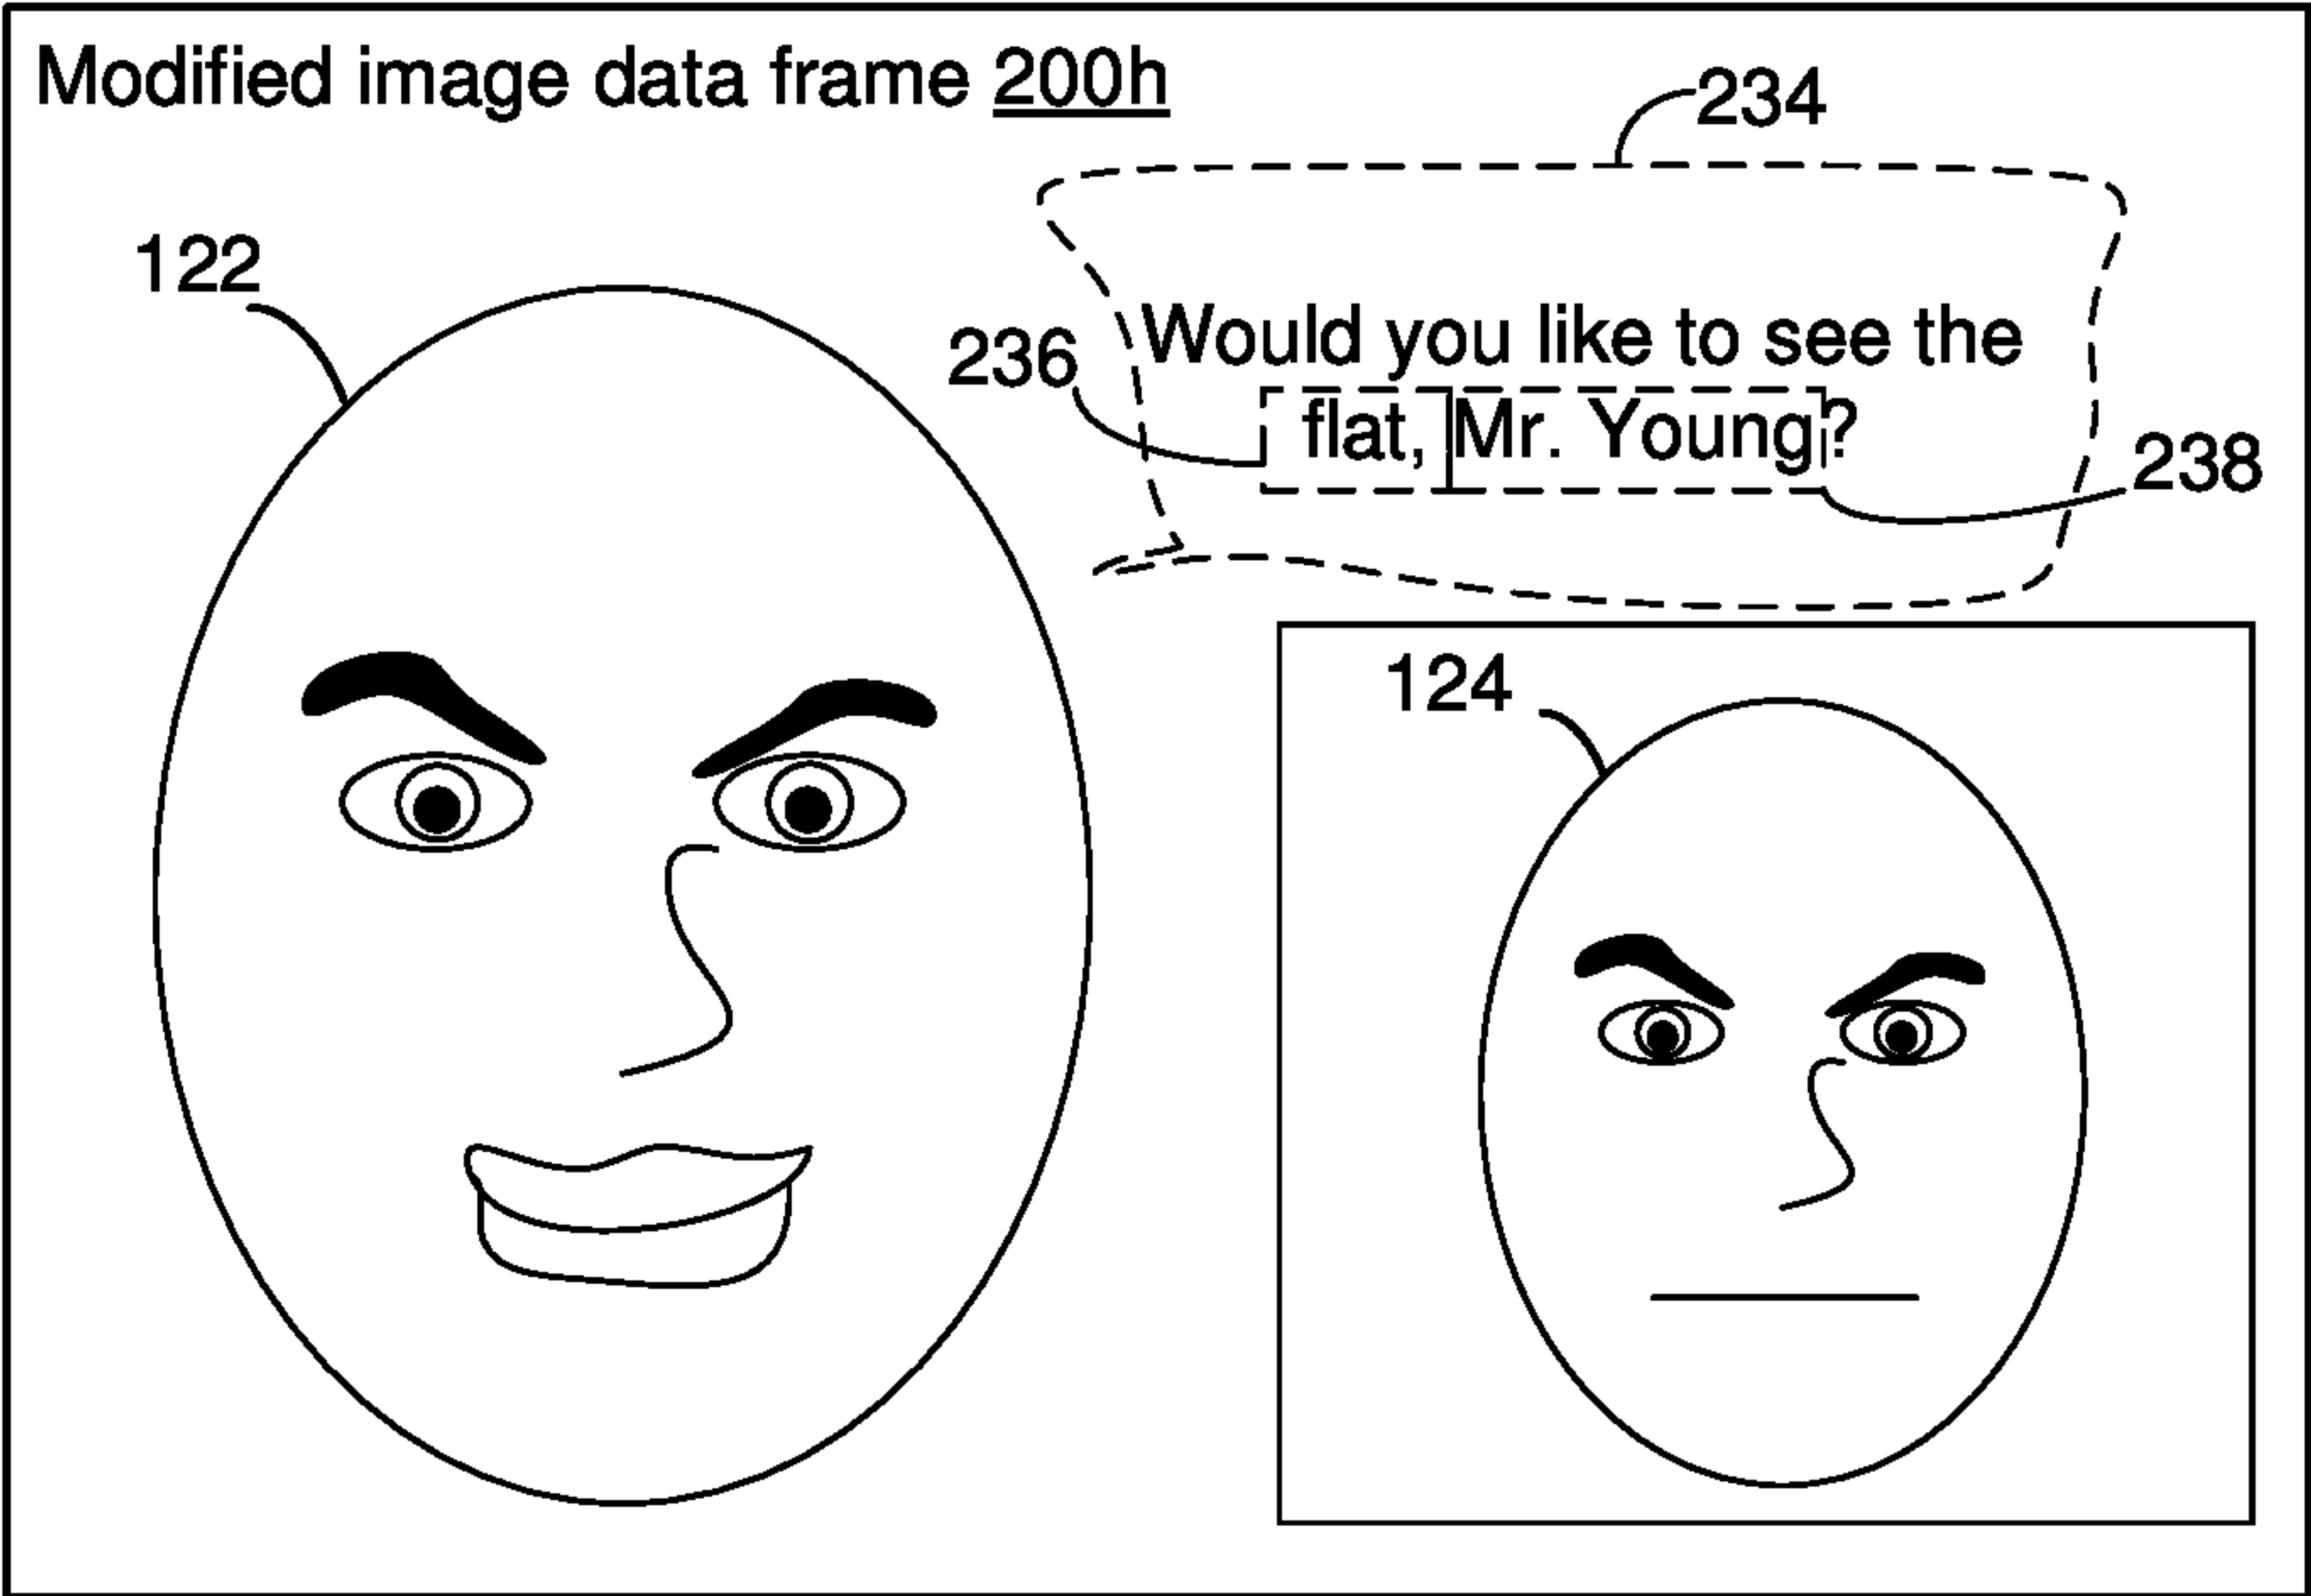 Modified image data frame 200h
234
122
Would you like to see the
236
flat, Mr. Young?
238
124